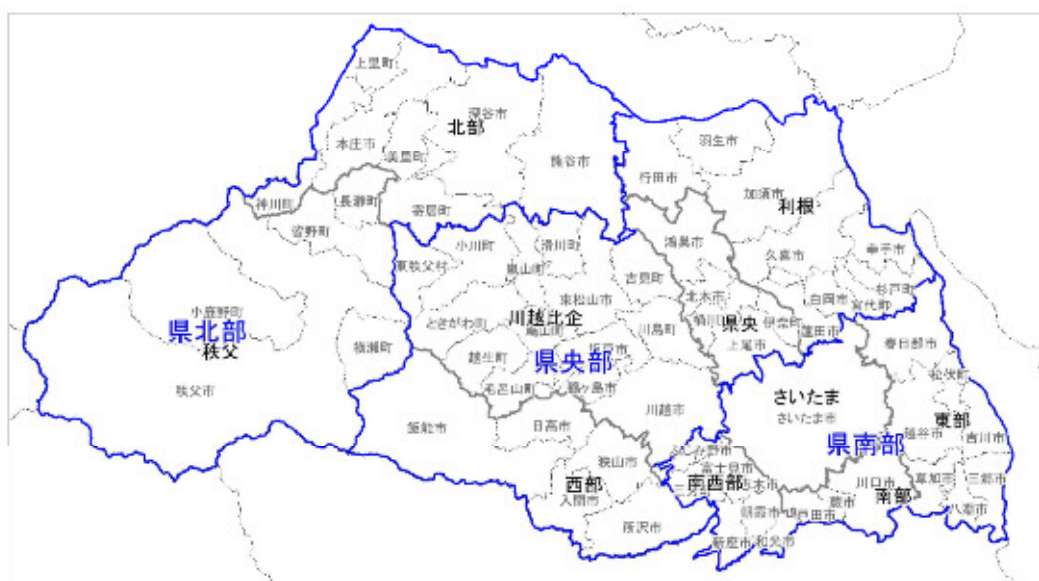 上里町
深谷市
北部
本庄市
美里町
熊谷市
羽生市
行田市
加須市
利根
神川町
長瀞町
寄居町
皆野町
小川町
滑川町
鴻巣市
久喜市
幸手市
東秩父村
嵐山町
吉見町
杉戸町
北本市
白岡市
宮代町
東松山市
小鹿野町
県北部
秩父
ときがわ町
川越比企
川島町
桶川市
県央
伊奈町
蓮田市
上尾市
横瀬町
越生町
鳩山町
坂戸市
県央部
春日部市
松伏町
秩父市
毛呂山町
鶴ヶ島市
川越市
さいたま
さいたま市
飯能市
日高市
東部
越谷市
吉川市
県南部
狭山市
富士見市
西部
入間市
南西部
志木市
川口市
南部
草加市
三郷市
蕨市
戸田市
八潮市
朝霞市
所沢市
新座市
和光市